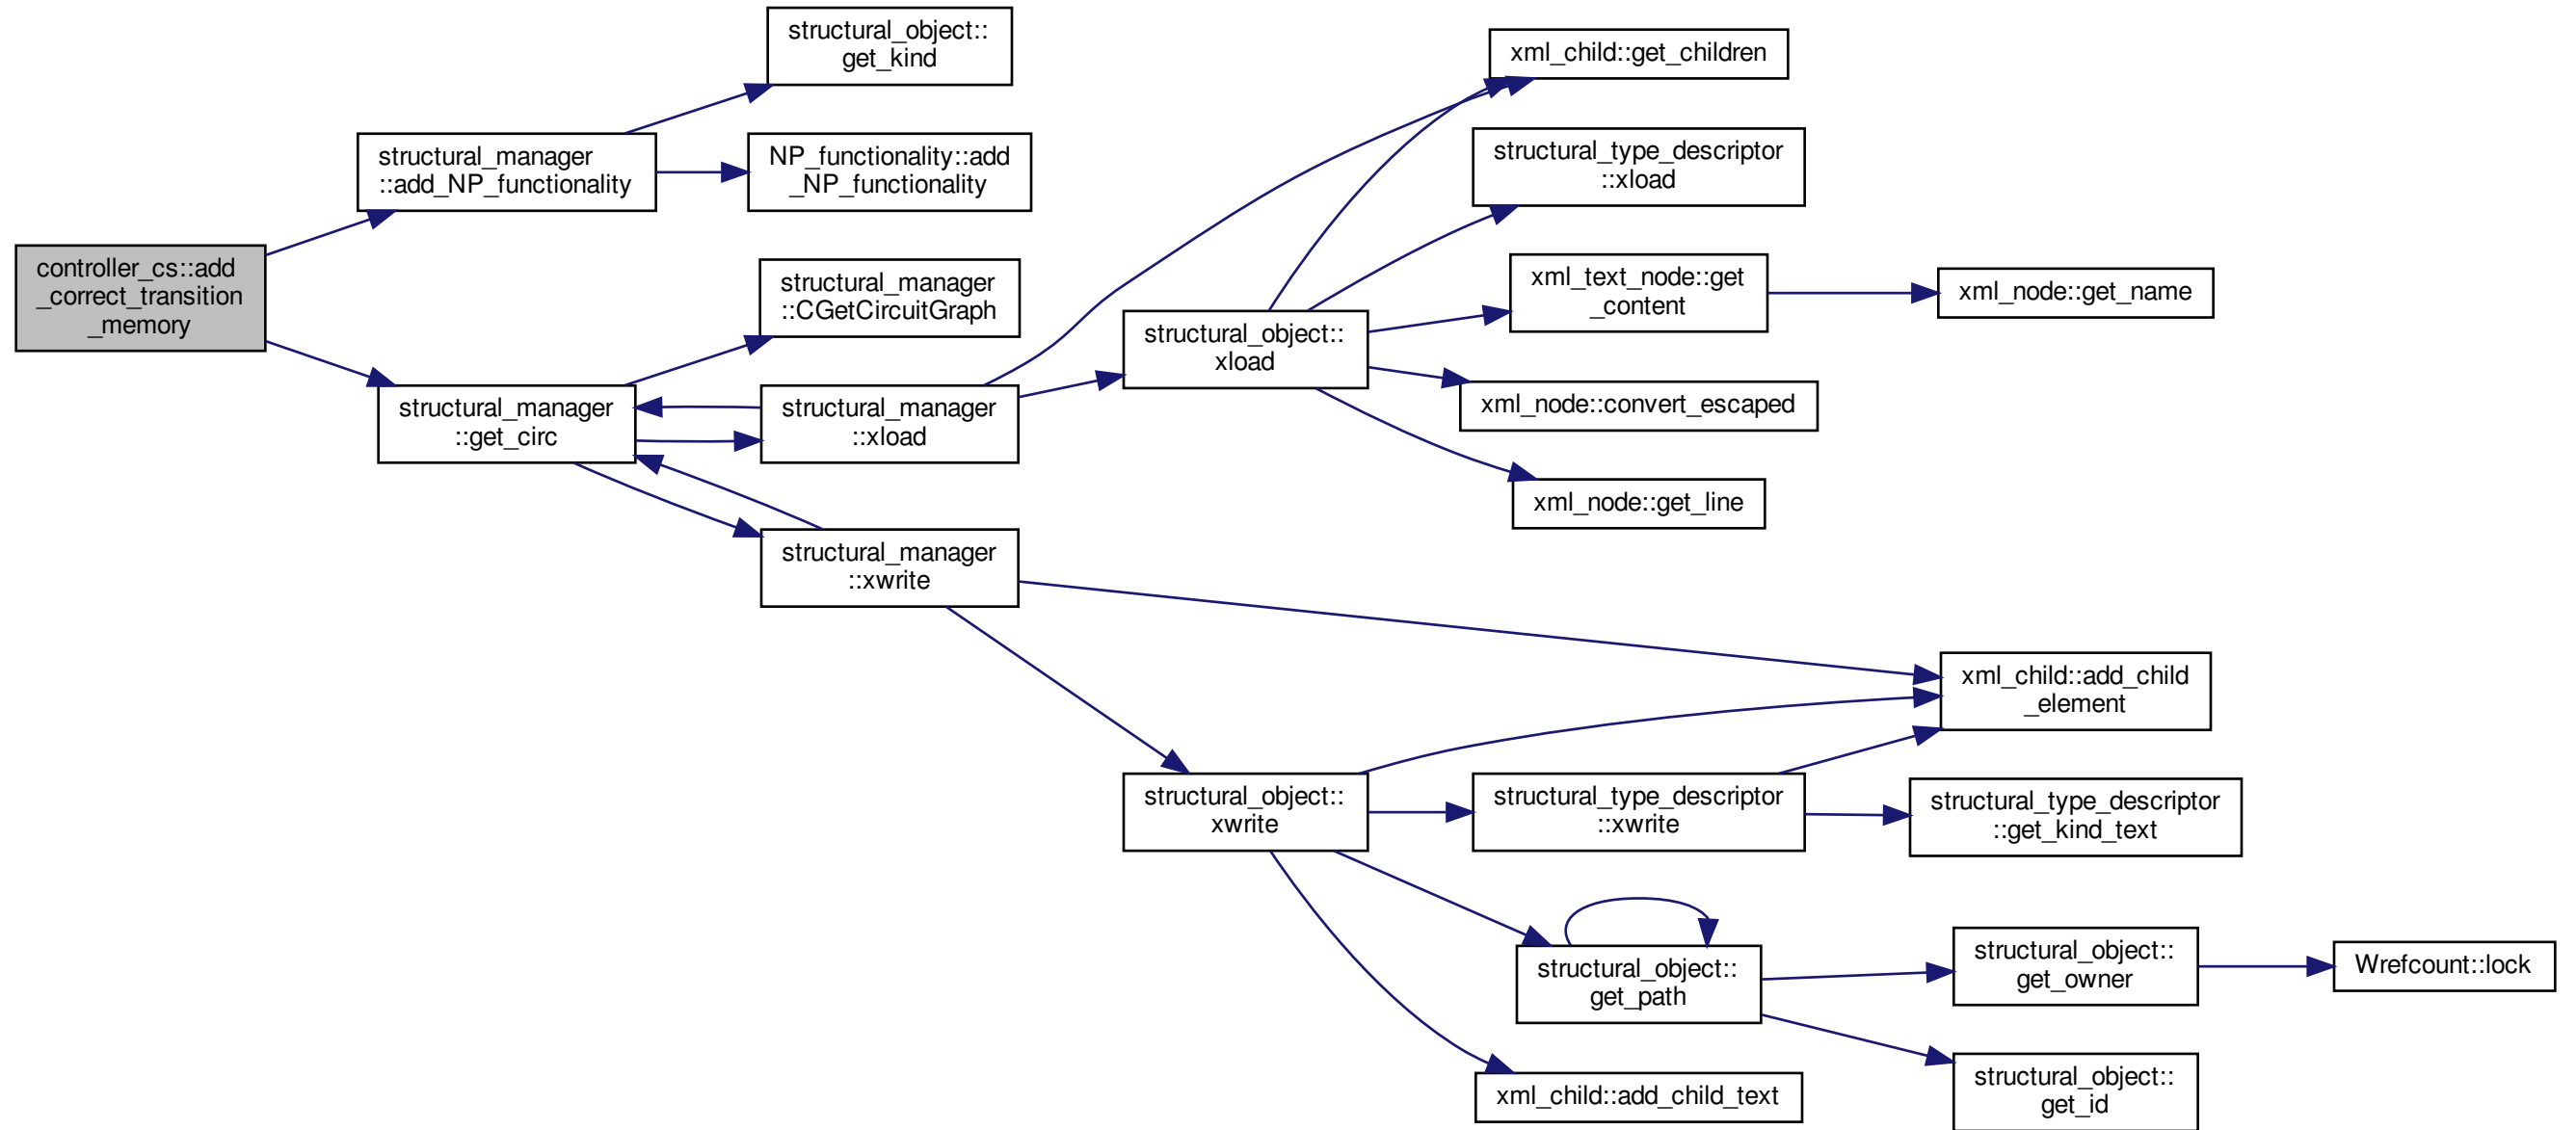 controller_cs::add
_correct_transition
_memory
structural_manager
::add_NP_functionality
structural_object::
get_kind
NP_functionality::add
_NP_functionality
structural_manager
::get_circ
structural_manager
::CGetCircuitGraph
structural_manager
::xload
structural_manager
::xwrite
structural_object::
xload
xml_child::get_children
structural_type_descriptor
::xload
xml_text_node::get
_content
xml_node::get_name
xml_node::convert_escaped
xml_node::get_line
structural_object::
xwrite
xml_child::add_child
_element
structural_type_descriptor
::xwrite
structural_type_descriptor
::get_kind_text
structural_object::
get_path
structural_object::
get_owner
Wrefcount::lock
structural_object::
get_id
xml_child::add_child_text